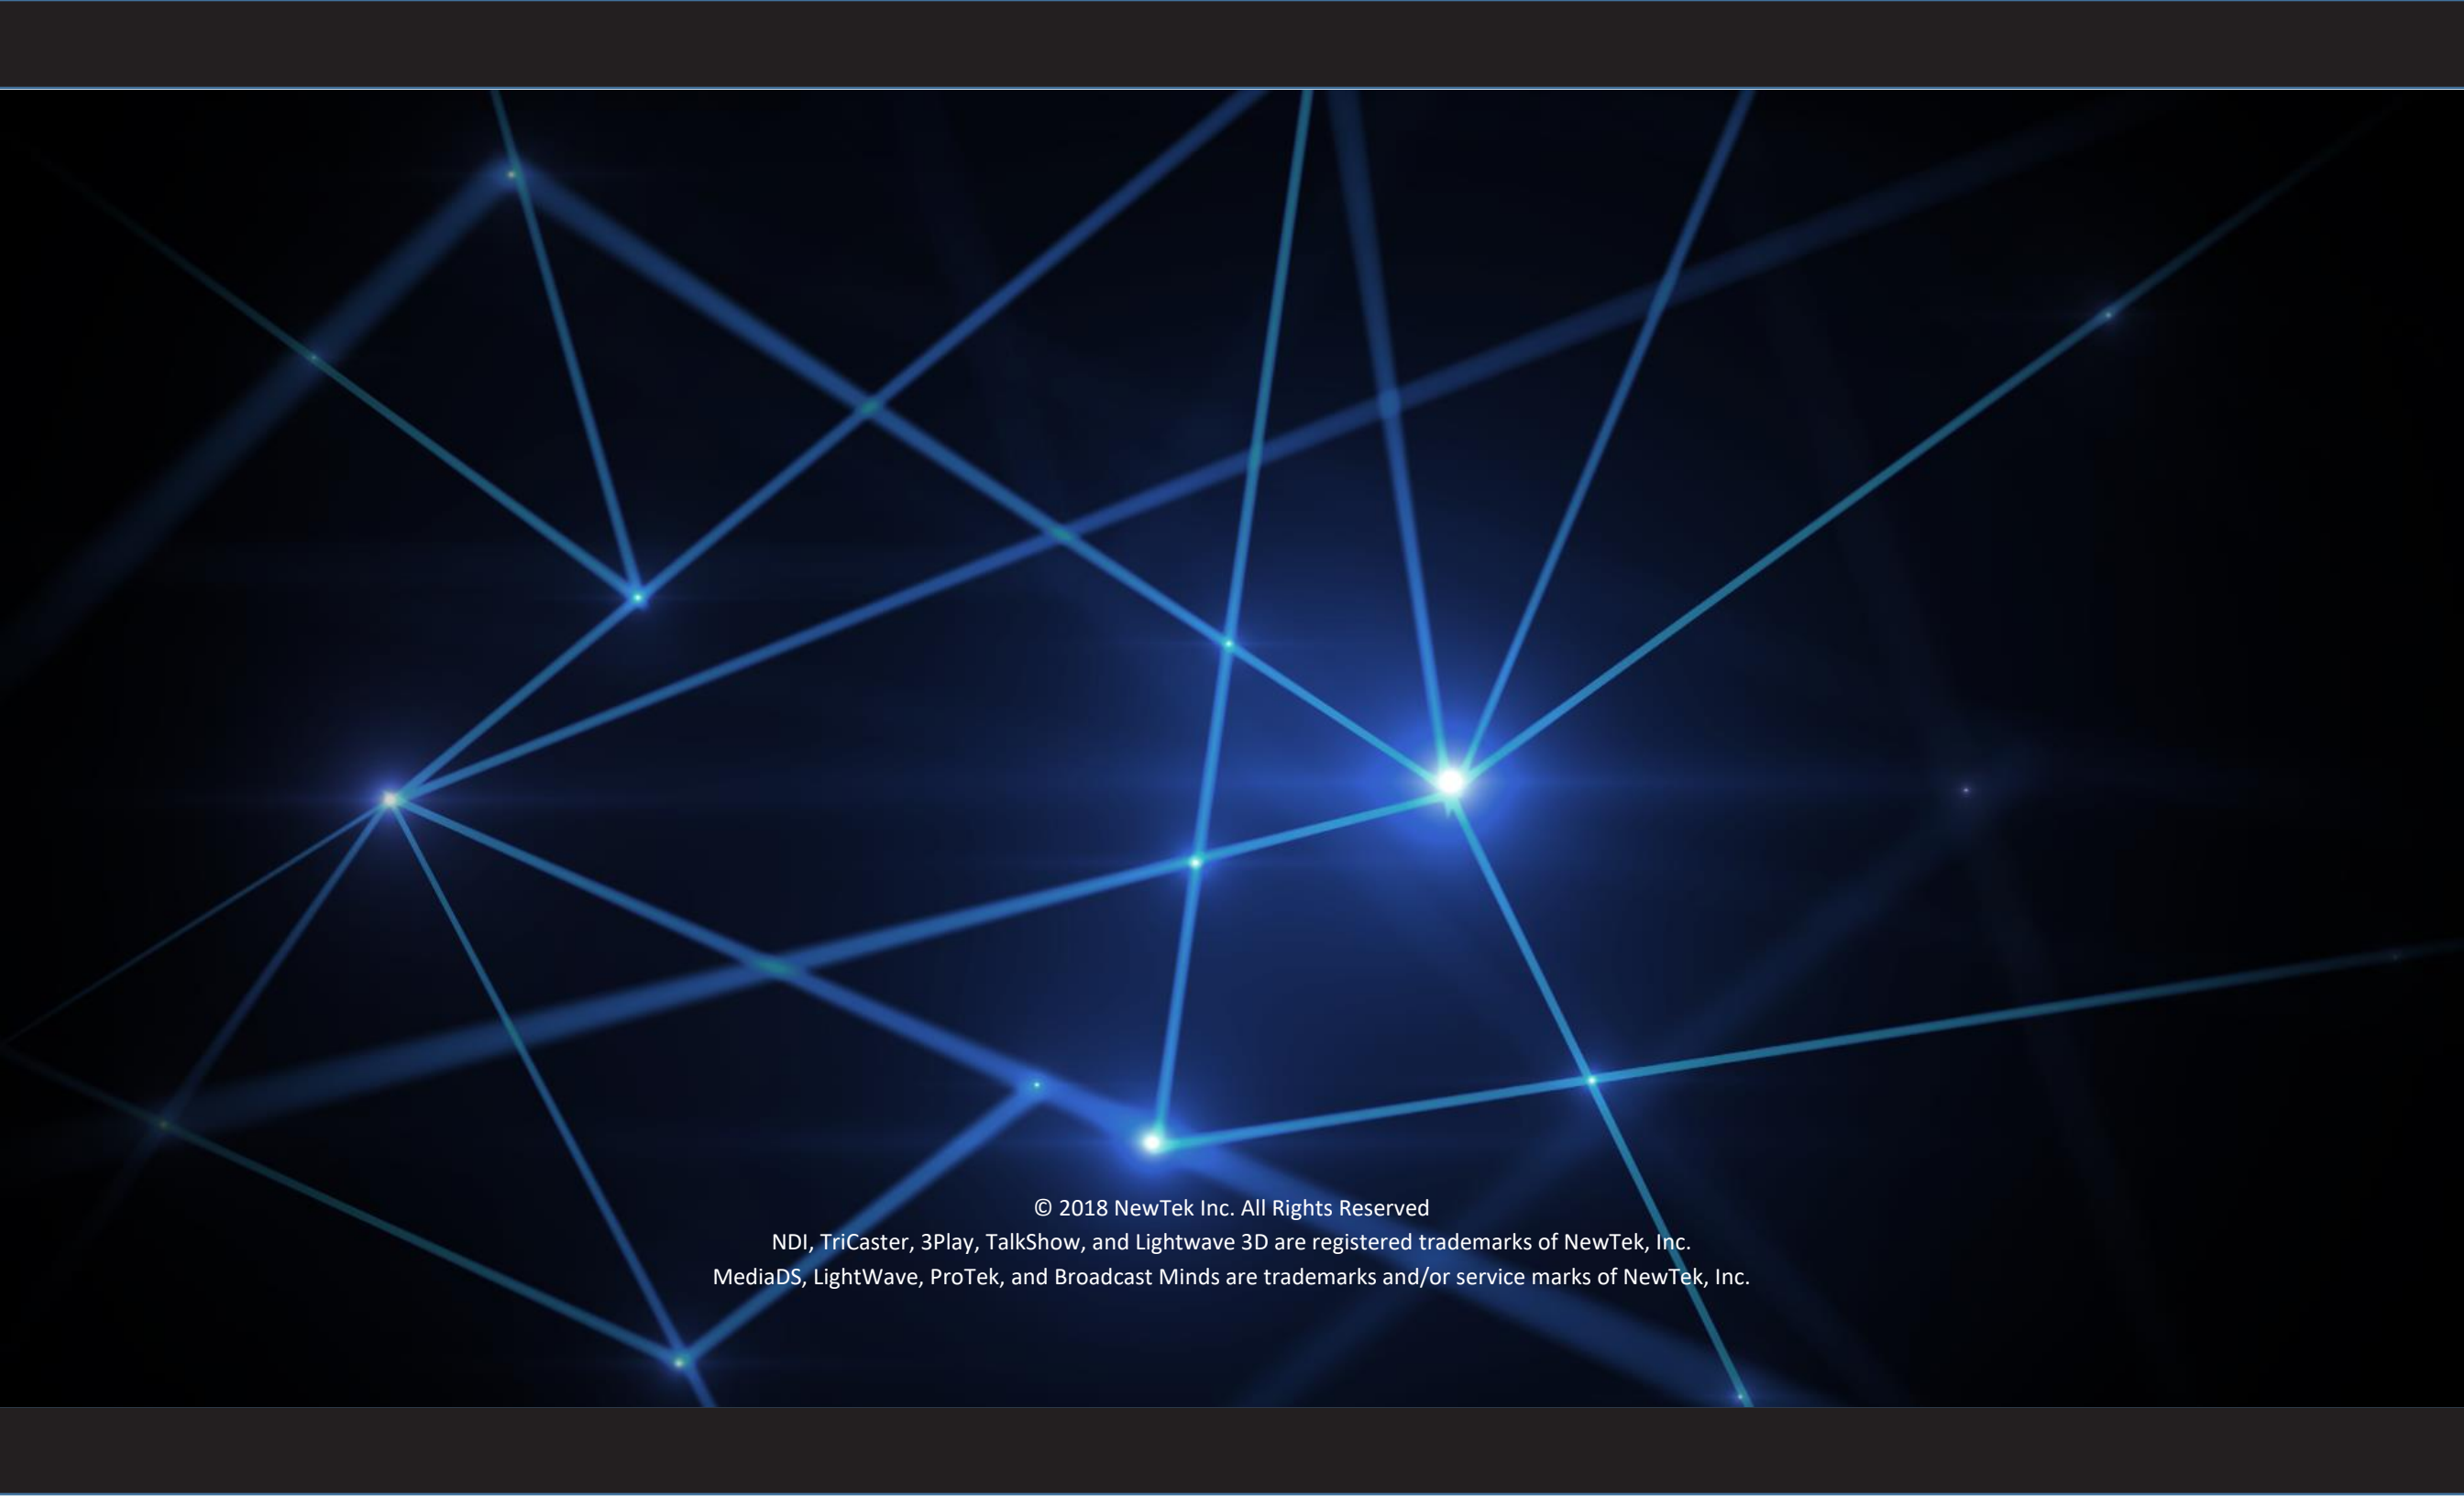 © 2018 NewTek Inc. All Rights Reserved
NDI, TriCaster, 3Play, TalkShow, and Lightwave 3D are registered trademarks of NewTek, Inc.
MediaDS, LightWave, ProTek, and Broadcast Minds are trademarks and/or service marks of NewTek, Inc.